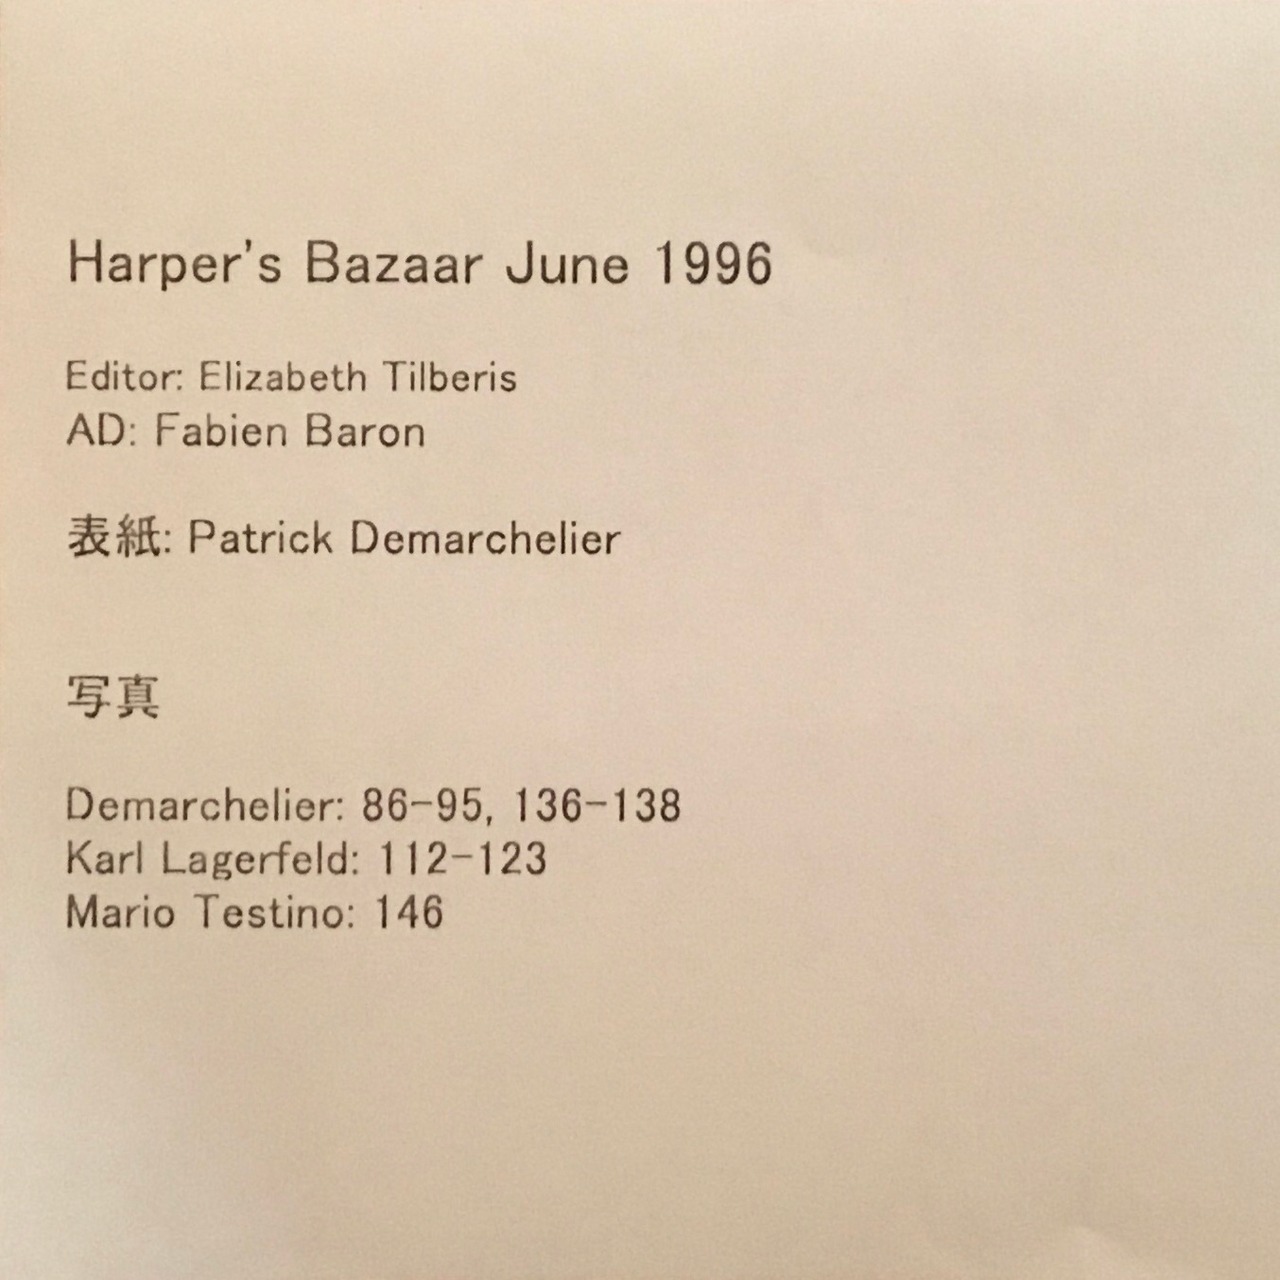 Harper's Bazaar June 1996
Editor: Elizabeth Tilberis
AD: Fabien Baron
表紙: Patrick Demarchelier
写真
Demarchelier: 86-95, 136-138
Karl Lagerfeld: 112-123
Mario Testino: 146